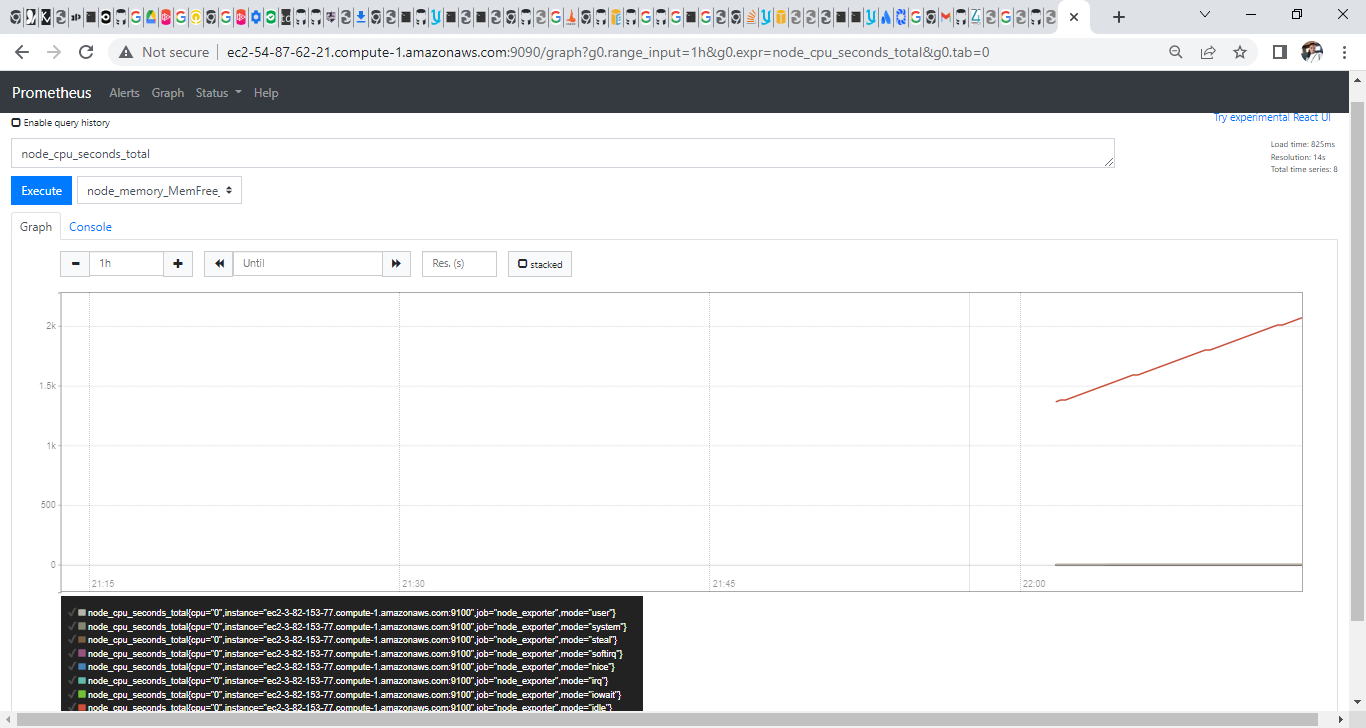 Not secure ec2-54-87-62-21.compute-1.amazonaws.com:9090/graph?g0.range_input=1h&g0.expr=node_cpu_seconds_total&g0.tab=0
Prometheus Alerts Graph Status Help
Enable query history
Try experimental React UI
node_cpu_seconds_total
Load time: 825ms
Resolution: 14s
Total time series: 8
Execute node_memory_MemFree_
Graph Console
1h Until Res. (s) stacked
2k
1.5k
1k
500
0
21:15 21:30 21:45 22:00
node_cpu_seconds_total{cpu="0",instance="ec2-3-82-153-77.compute-1.amazonaws.com:9100",job="node_exporter",mode="user"}
node_cpu_seconds_total{cpu="0",instance="ec2-3-82-153-77.compute-1.amazonaws.com:9100",job="node_exporter",mode="system"}
node_cpu_seconds_total{cpu="0",instance="ec2-3-82-153-77.compute-1.amazonaws.com:9100",job="node_exporter",mode="steal"}
node_cpu_seconds_total{cpu="0",instance="ec2-3-82-153-77.compute-1.amazonaws.com:9100",job="node_exporter",mode="softirq"}
node_cpu_seconds_total{cpu="0",instance="ec2-3-82-153-77.compute-1.amazonaws.com:9100",job="node_exporter",mode="nice"}
node_cpu_seconds_total{cpu="0",instance="ec2-3-82-153-77.compute-1.amazonaws.com:9100",job="node_exporter",mode="irq"}
node_cpu_seconds_total{cpu="0",instance="ec2-3-82-153-77.compute-1.amazonaws.com:9100",job="node_exporter",mode="iowait"}
node_cpu_seconds_total{cpu="0",instance="ec2-3-82-153-77.compute-1.amazonaws.com:9100",job="node_exporter",mode="idle"}